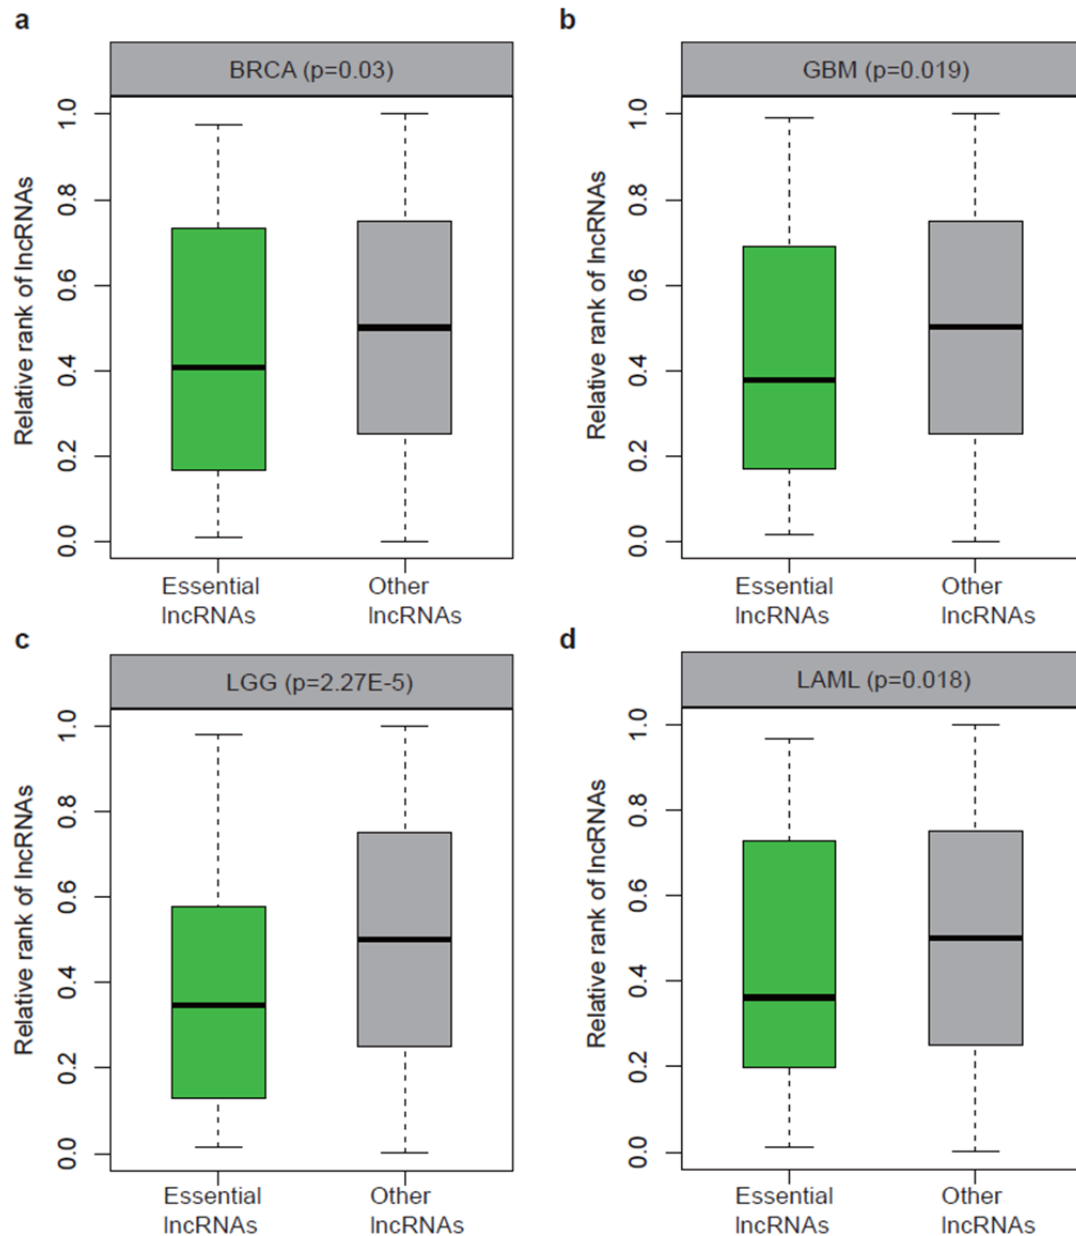 a
BRCA (p=0.03)
Relative rank of lncRNAs
1.0
0.8
0.6
0.4
0.2
0.0
Essential
lncRNAs
Other
lncRNAs
b
GBM (p=0.019)
Relative rank of lncRNAs
1.0
0.8
0.6
0.4
0.2
0.0
Essential
lncRNAs
Other
lncRNAs
c
LGG (p=2.27E-5)
Relative rank of lncRNAs
1.0
0.8
0.6
0.4
0.2
0.0
Essential
lncRNAs
Other
lncRNAs
d
LAML (p=0.018)
Relative rank of lncRNAs
1.0
0.8
0.6
0.4
0.2
0.0
Essential
lncRNAs
Other
lncRNAs